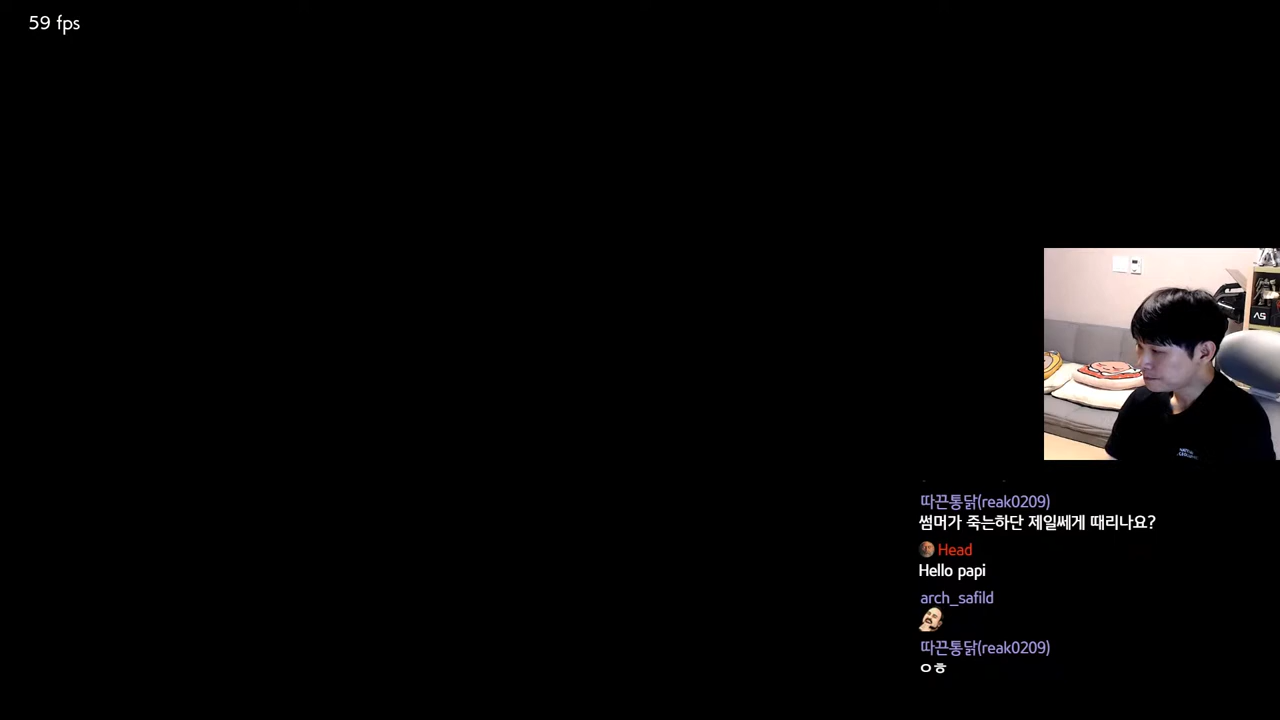 59 fps
AS
따끈통닭(reak0209)
썸머가 죽는하단 제일쎄게 때리나요?
Head
Hello papi
arch_safild
따끈통닭(reak0209)
ㅇㅎ